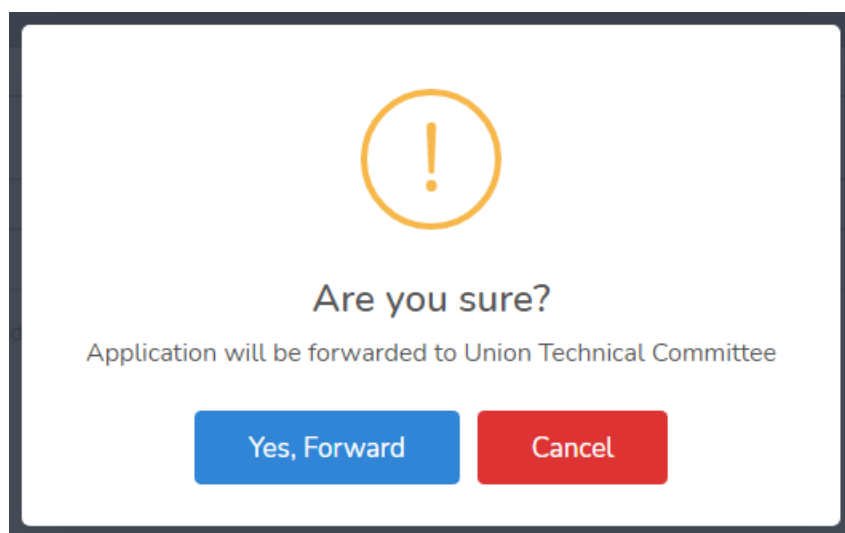 !
Are you sure?
Application will be forwarded to Union Technical Committee
Yes, Forward
Cancel